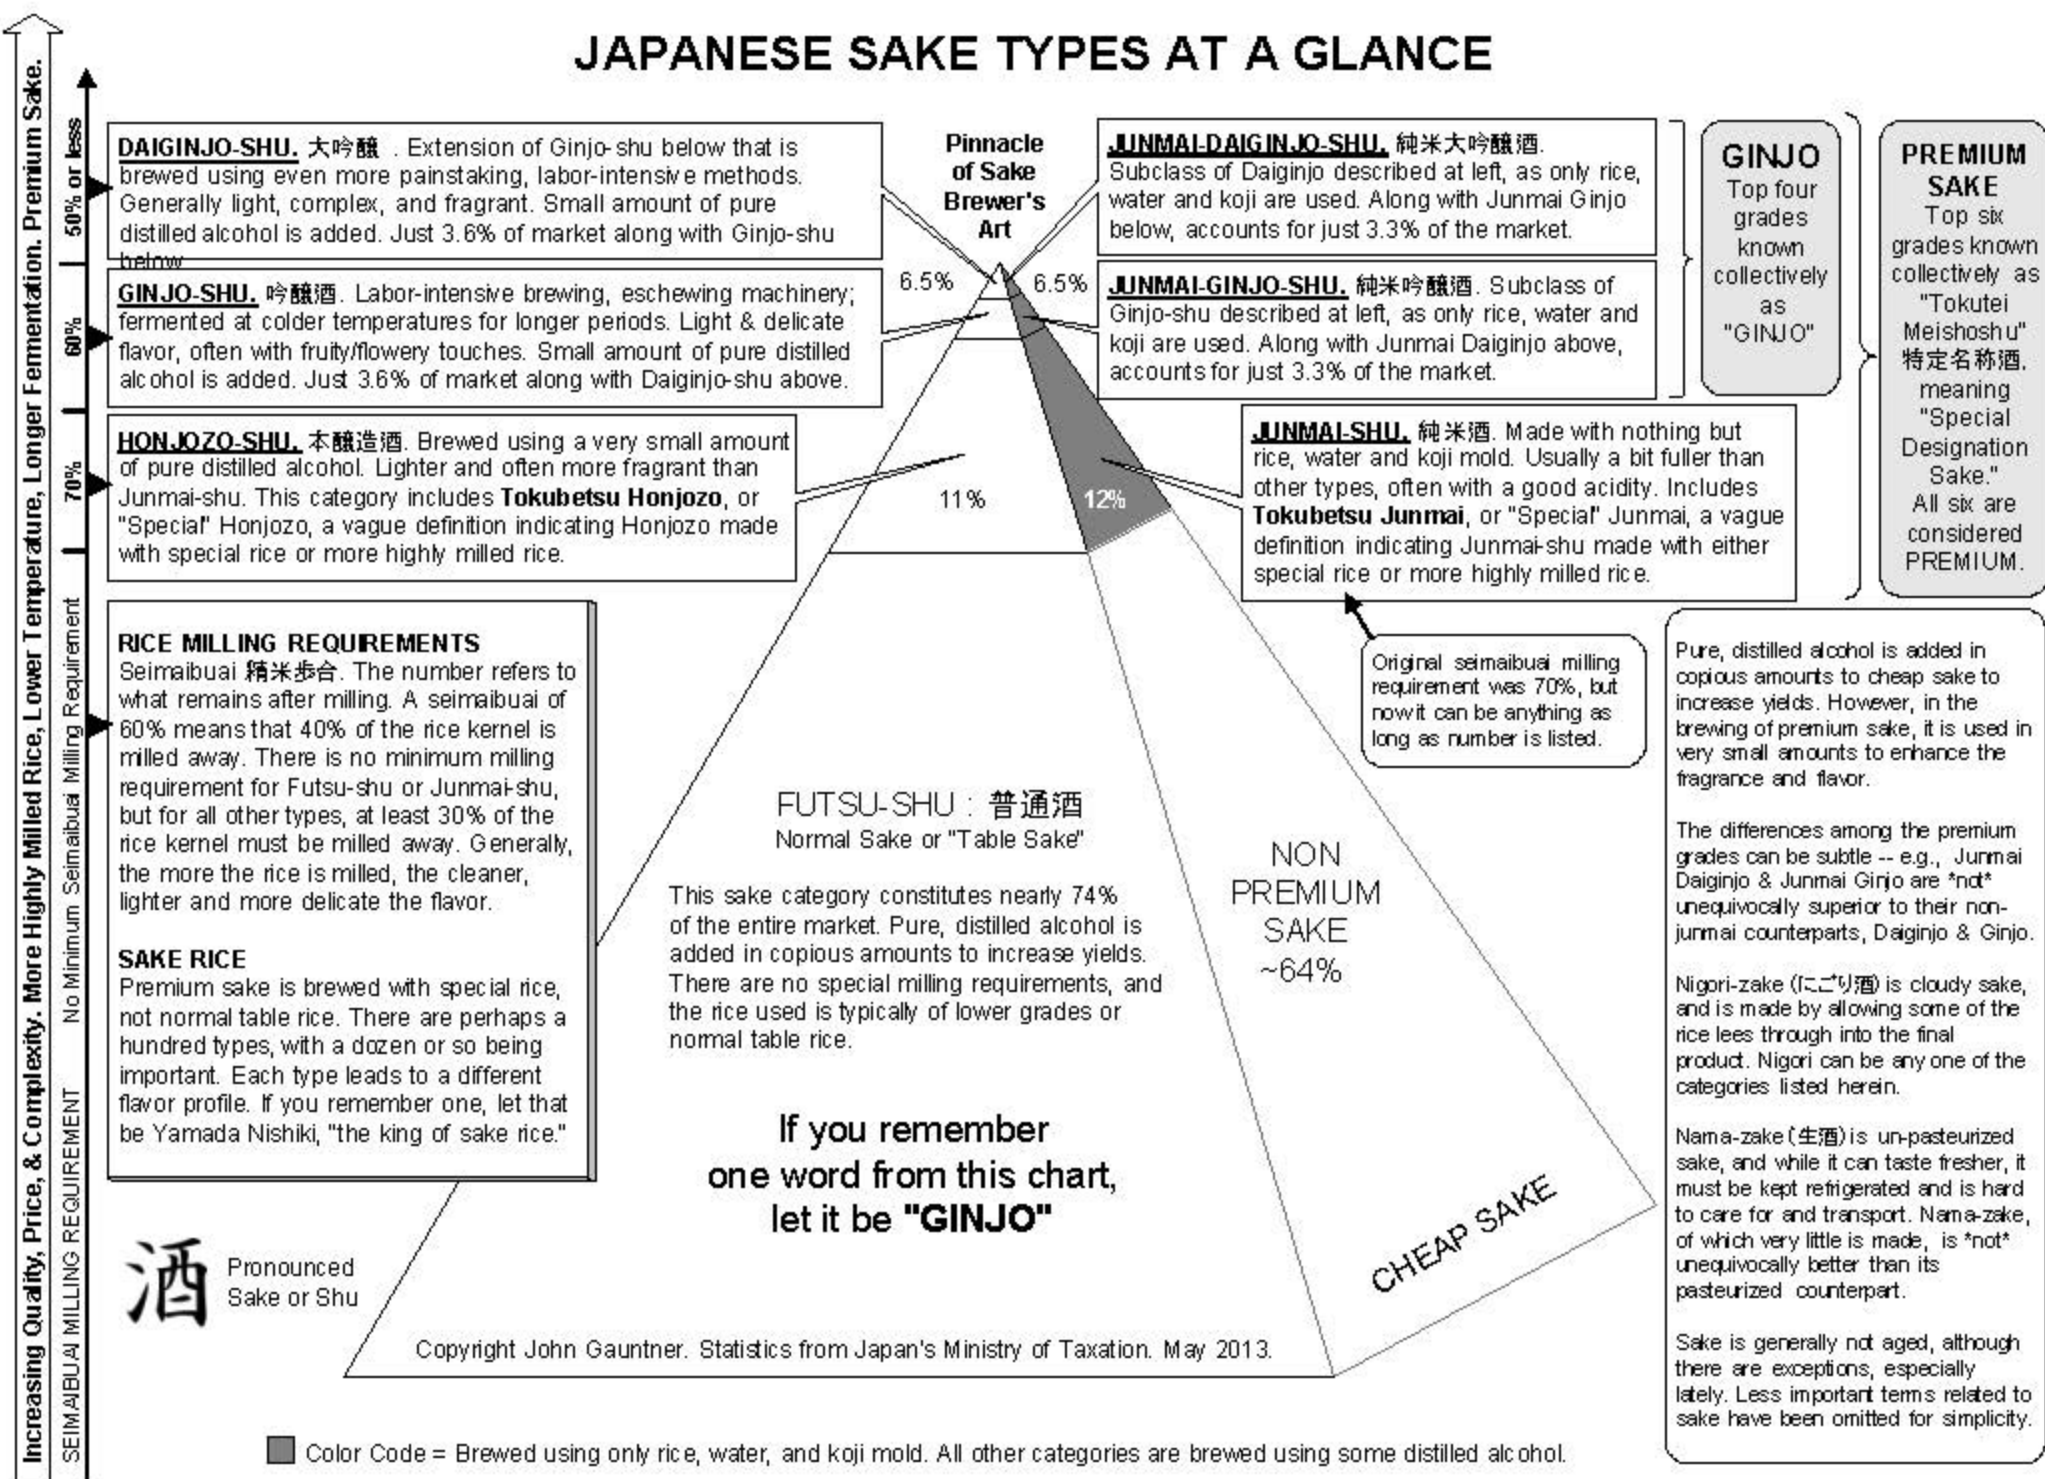 JAPANESE SAKE TYPES AT A GLANCE
Increasing Quality, Price, & Complexity. More Highly Milled Rice, Lower Temperature, Longer Fermentation. Premium Sake.
SEIMAIBUAI MILLING REQUIREMENT
No Minimum Seimaibuai Milling Requirement
70%
60%
50% or less
DAIGINJO-SHU. 大吟醸 . Extension of Ginjo-shu below that is
brewed using even more painstaking, labor-intensive methods.
Generally light, complex, and fragrant. Small amount of pure
distilled alcohol is added. Just 3.6% of market along with Ginjo-shu
below
GINJO-SHU. 吟醸酒. Labor-intensive brewing, eschewing machinery;
fermented at colder temperatures for longer periods. Light & delicate
flavor, often with fruity/flowery touches. Small amount of pure distilled
alcohol is added. Just 3.6% of market along with Daiginjo-shu above.
HONJOZO-SHU. 本醸造酒. Brewed using a very small amount
of pure distilled alcohol. Lighter and often more fragrant than
Junmai-shu. This category includes Tokubetsu Honjozo, or
"Special" Honjozo, a vague definition indicating Honjozo made
with special rice or more highly milled rice.
Pinnacle
of Sake
Brewer's
Art
6.5%
6.5%
11%
12%
JUNMAI-DAIGINJO-SHU. 純米大吟醸酒.
Subclass of Daiginjo described at left, as only rice,
water and koji are used. Along with Junmai Ginjo
below, accounts for just 3.3% of the market.
JUNMAI-GINJO-SHU. 純米吟醸酒. Subclass of
Ginjo-shu described at left, as only rice, water and
koji are used. Along with Junmai Daiginjo above,
accounts for just 3.3% of the market.
JUNMAI-SHU. 純米酒. Made with nothing but
rice, water and koji mold. Usually a bit fuller than
other types, often with a good acidity. Includes
Tokubetsu Junmai, or "Special" Junmai, a vague
definition indicating Junmai-shu made with either
special rice or more highly milled rice.
GINJO
Top four
grades
known
collectively
as
"GINJO"
PREMIUM
SAKE
Top six
grades known
collectively as
"Tokutei
Meishoshu"
特定名称酒,
meaning
"Special
Designation
Sake."
All six are
considered
PREMIUM.
Original seimaibuai milling
requirement was 70%, but
now it can be anything as
long as number is listed.
RICE MILLING REQUIREMENTS
Seimaibuai 精米歩合. The number refers to
what remains after milling. A seimaibuai of
60% means that 40% of the rice kernel is
milled away. There is no minimum milling
requirement for Futsu-shu or Junmai-shu,
but for all other types, at least 30% of the
rice kernel must be milled away. Generally,
the more the rice is milled, the cleaner,
lighter and more delicate the flavor.
SAKE RICE
Premium sake is brewed with special rice,
not normal table rice. There are perhaps a
hundred types, with a dozen or so being
important. Each type leads to a different
flavor profile. If you remember one, let that
be Yamada Nishiki, "the king of sake rice."
酒
Pronounced
Sake or Shu
FUTSU-SHU : 普通酒
Normal Sake or "Table Sake"
This sake category constitutes nearly 74%
of the entire market. Pure, distilled alcohol is
added in copious amounts to increase yields.
There are no special milling requirements, and
the rice used is typically of lower grades or
normal table rice.
If you remember
one word from this chart,
let it be "GINJO"
NON
PREMIUM
SAKE
~64%
CHEAP SAKE
Pure, distilled alcohol is added in
copious amounts to cheap sake to
increase yields. However, in the
brewing of premium sake, it is used in
very small amounts to enhance the
fragrance and flavor.
The differences among the premium
grades can be subtle -- e.g., Junmai
Daiginjo & Junmai Ginjo are *not*
unequivocally superior to their non-
junmai counterparts, Daiginjo & Ginjo.
Nigori-zake (にごり酒) is cloudy sake,
and is made by allowing some of the
rice lees through into the final
product. Nigori can be any one of the
categories listed herein.
Nama-zake (生酒) is un-pasteurized
sake, and while it can taste fresher, it
must be kept refrigerated and is hard
to care for and transport. Nama-zake,
of which very little is made, is *not*
unequivocally better than its
pasteurized counterpart.
Sake is generally not aged, although
there are exceptions, especially
lately. Less important terms related to
sake have been omitted for simplicity.
Copyright John Gauntner. Statistics from Japan's Ministry of Taxation. May 2013.
Color Code = Brewed using only rice, water, and koji mold. All other categories are brewed using some distilled alcohol.